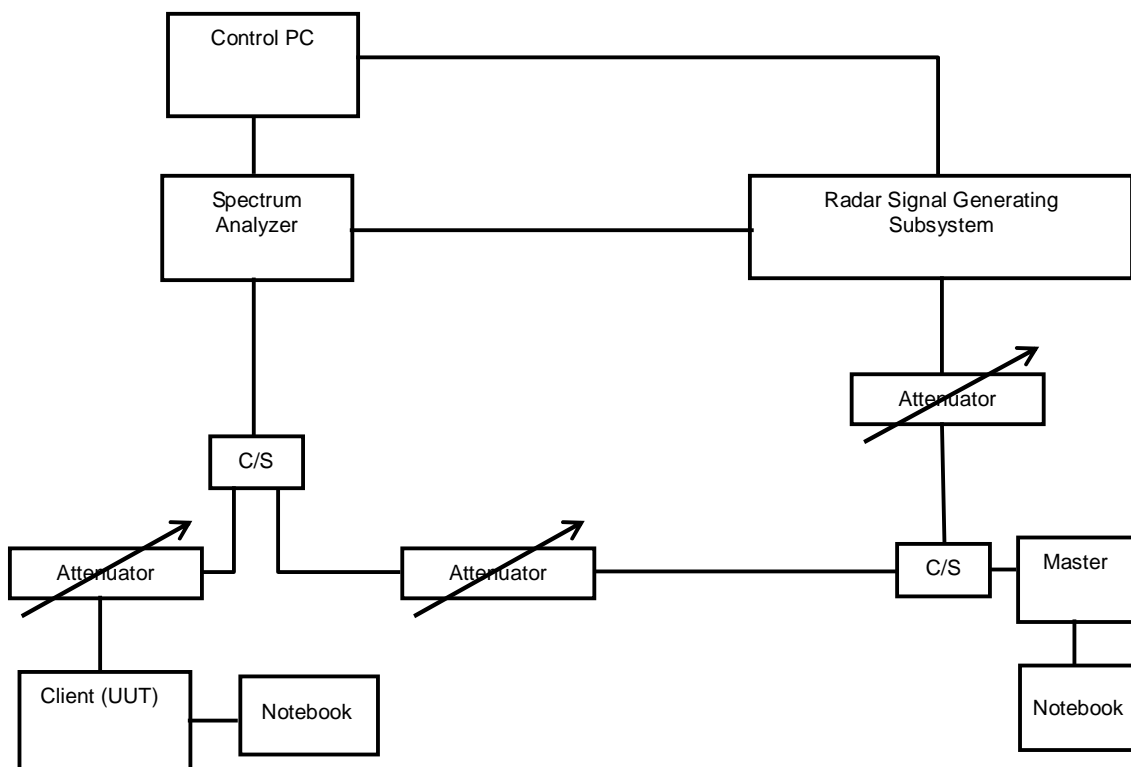 Control PC
Spectrum
Analyzer
Radar Signal Generating
Subsystem
Attenuator
C/S
Attenuator
Attenuator
C/S
Master
Client (UUT)
Notebook
Notebook